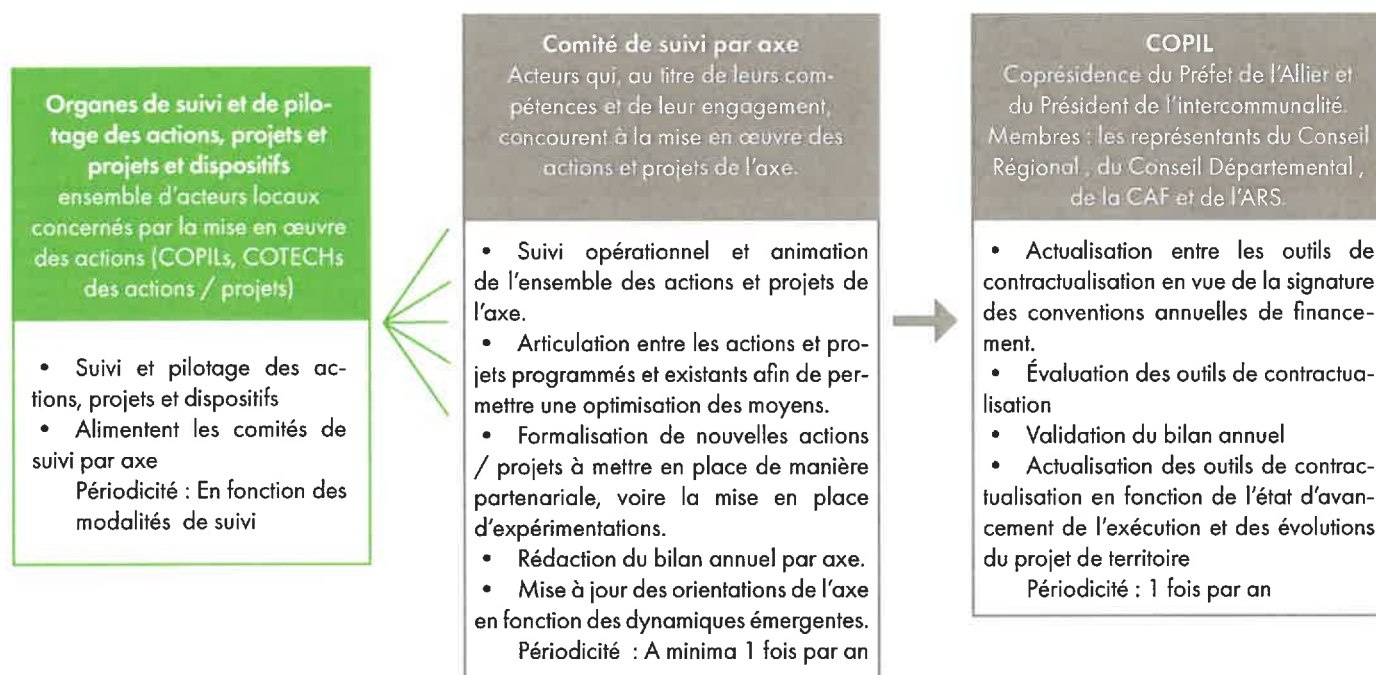 Organes de suivi et de pilo-
tage des actions, projets et
projets et dispositifs
ensemble d'acteurs locaux
concernés par la mise en œuvre
des actions (COPILs, COTECHs
des actions / projets)
• Suivi et pilotage des ac-
tions, projets et dispositifs
• Alimentent les comités de
suivi par axe
Périodicité : En fonction des
modalités de suivi
Comité de suivi par axe
Acteurs qui, au titre de leurs com-
pétences et de leur engagement,
concourent à la mise en œuvre des
actions et projets de l'axe.
• Suivi opérationnel et animation
de l'ensemble des actions et projets de
l'axe.
• Articulation entre les actions et pro-
jets programmés et existants afin de per-
mettre une optimisation des moyens.
• Formalisation de nouvelles actions
/ projets à mettre en place de manière
partenariale, voire la mise en place
d'expérimentations.
• Rédaction du bilan annuel par axe.
• Mise à jour des orientations de l'axe
en fonction des dynamiques émergentes.
Périodicité : A minima 1 fois par an
COPIL
Coprésidence du Préfet de l'Allier et
du Président de l'intercommunalité.
Membres : les représentants du Conseil
Régional , du Conseil Départemental ,
de la CAF et de l'ARS.
• Actualisation entre les outils de
contractualisation en vue de la signature
des conventions annuelles de finance-
ment.
• Évaluation des outils de contractua-
lisation
• Validation du bilan annuel
• Actualisation des outils de contrac-
tualisation en fonction de l'état d'avan-
cement de l'exécution et des évolutions
du projet de territoire
Périodicité : 1 fois par an